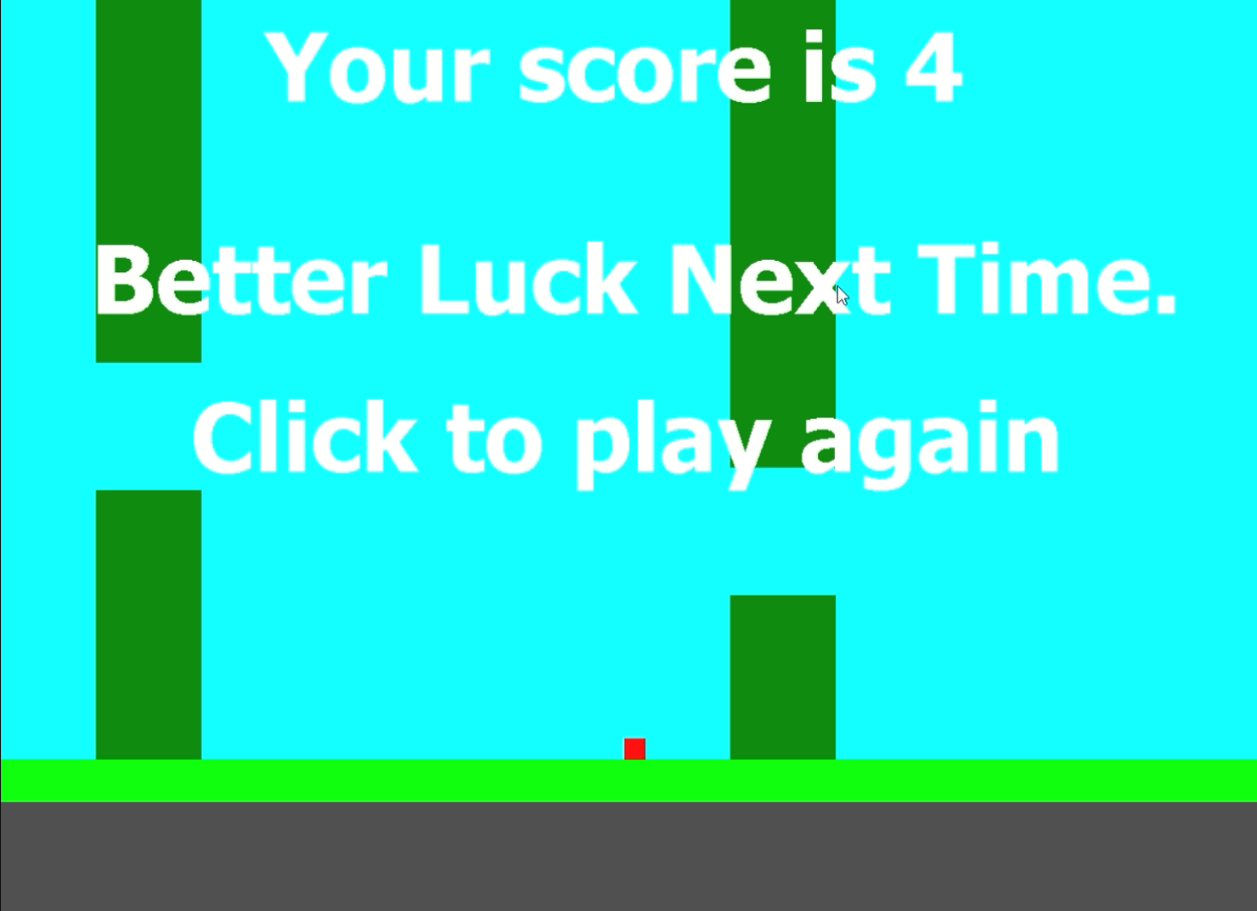 Your score is 4
Better Luck Next Time.
Click to play again